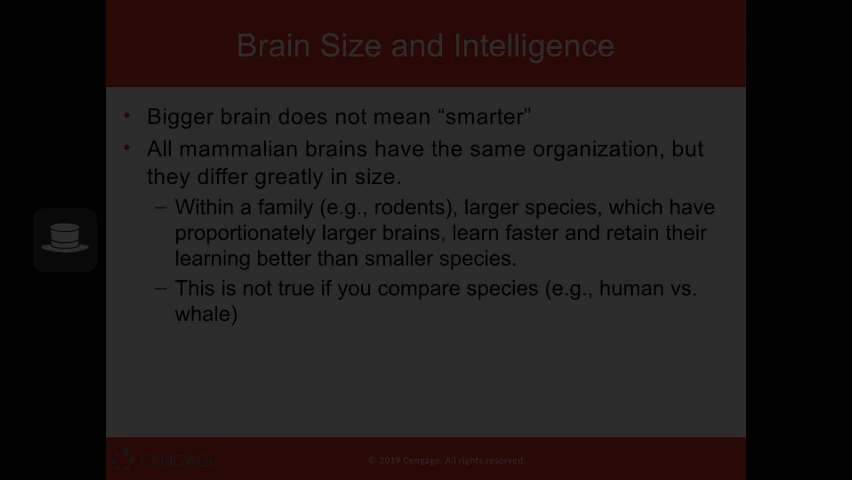 Brain Size and Intelligence
• Bigger brain does not mean “smarter”
• All mammalian brains have the same organization, but
they differ greatly in size.
– Within a family (e.g., rodents), larger species, which have
proportionately larger brains, learn faster and retain their
learning better than smaller species.
– This is not true if you compare species (e.g., human vs.
whale)
CENGAGE
© 2019 Cengage. All rights reserved.